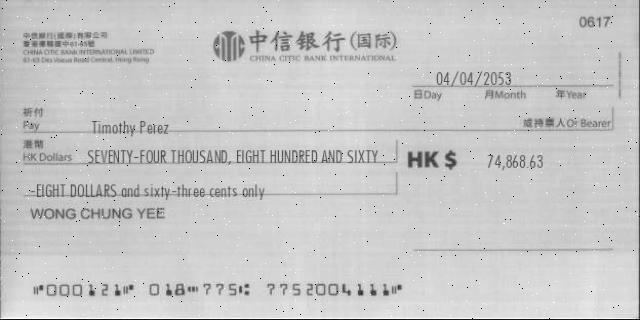 0617
中信銀行(國際)有限公司
香港德輔道中61-65號
CHINA CITIC BANK INTERNATIONAL LIMITED
61-65 Des Voeux Road Central, Hong Kong
中信银行(国际)
CHINA CITIC BANK INTERNATIONAL
04/04/2053
日Day 月Month 年Year
祈付
Pay Timothy Perez 或持票人Or Bearer
港幣
HK Dollars SEVENTY-FOUR THOUSAND, EIGHT HUNDRED AND SIXTY HK $ 74,868.63
-EIGHT DOLLARS and sixty-three cents only
WONG CHUNG YEE
⑈000121⑈ 018⑉775⑆ 7752004111⑈